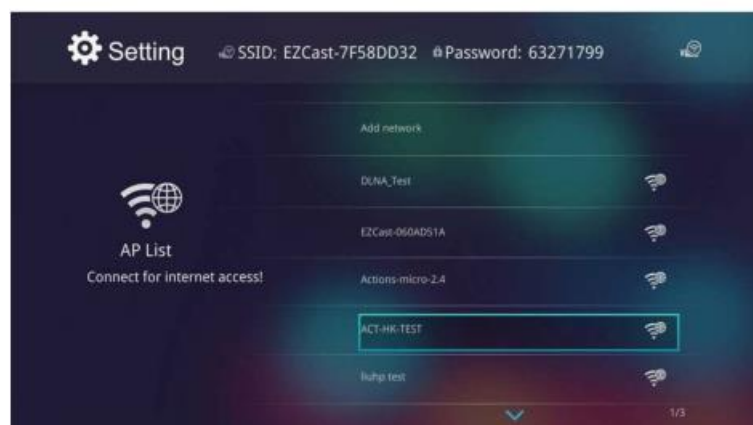 Setting SSID: EZCast-7F58DD32 Password: 63271799
Add network
DLNA_Test
EZCast-060AD51A
AP List
Connect for internet access!
Actions-micro-2.4
ACT-HK-TEST
liuhp test
1/3